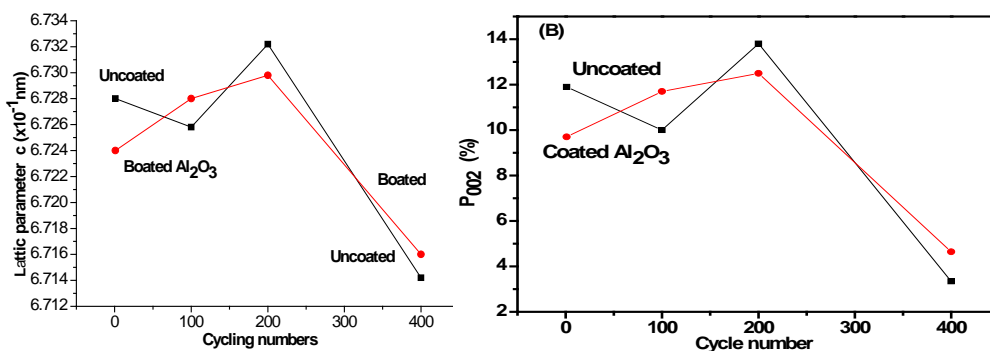 Lattic parameter c (x10⁻¹nm)
6.734
6.732
6.730
6.728
6.726
6.724
6.722
6.720
6.718
6.716
6.714
6.712
Uncoated
Boated Al₂O₃
Boated
Uncoated
0 100 200 300 400
Cycling numbers
(B)
P₀₀₂ (%)
14
12
10
8
6
4
2
Uncoated
Coated Al₂O₃
0 100 200 300 400
Cycle number